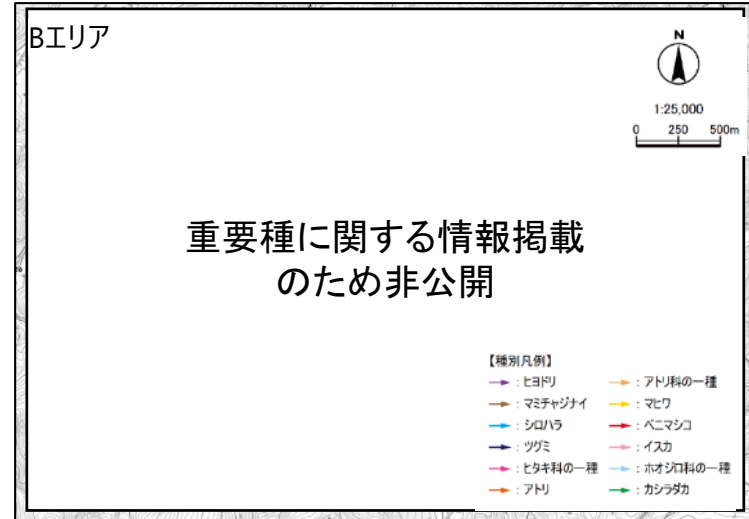 Bエリア
N
1:25,000
0 250 500m
重要種に関する情報掲載
のため非公開
【種別凡例】
：ヒヨドリ
：マミチャジナイ
：シロハラ
：ツグミ
：ヒタキ科の一種
：アトリ
：アトリ科の一種
：マヒワ
：ベニマシコ
：イスカ
：ホオジロ科の一種
：カシラダカ